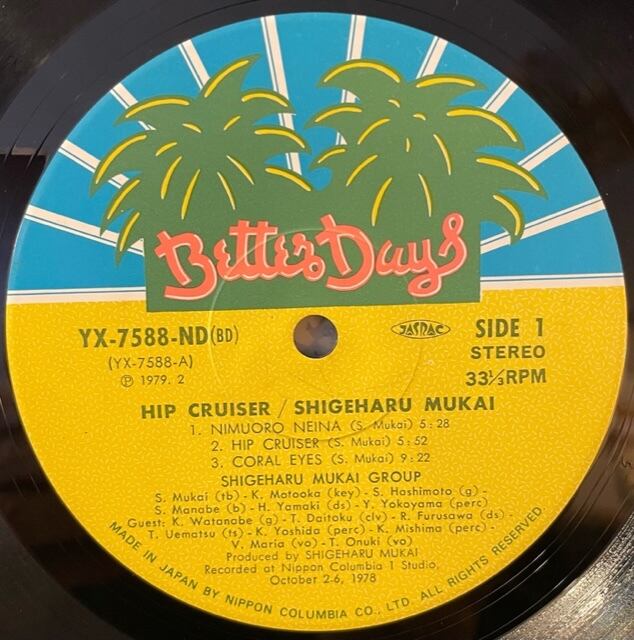 Better Days
YX-7588-ND(BD)
(YX-7588-A)
Ⓟ 1979. 2
JASRAC
SIDE 1
STEREO
33⅓RPM
HIP CRUISER / SHIGEHARU MUKAI
1. NIMUORO NEINA (S. Mukai) 5:28
2. HIP CRUISER (S. Mukai) 5:52
3. CORAL EYES (S. Mukai) 9:22
SHIGEHARU MUKAI GROUP
S. Mukai (tb) - K. Motooka (key) - S. Hashimoto (g) -
S. Manabe (b) - H. Yamaki (ds) - Y. Yokoyama (perc)
Guest: K. Watanabe (g) - T. Daitoku (clv) - R. Furusawa (ds) -
T. Uematsu (ts) - K. Yoshida (perc) - K. Mishima (perc) -
V. Maria (vo) - T. Onuki (vo)
Produced by SHIGEHARU MUKAI
Recorded at Nippon Columbia 1 Studio,
October 2-6, 1978
MADE IN JAPAN BY NIPPON COLUMBIA CO., LTD. ALL RIGHTS RESERVED.